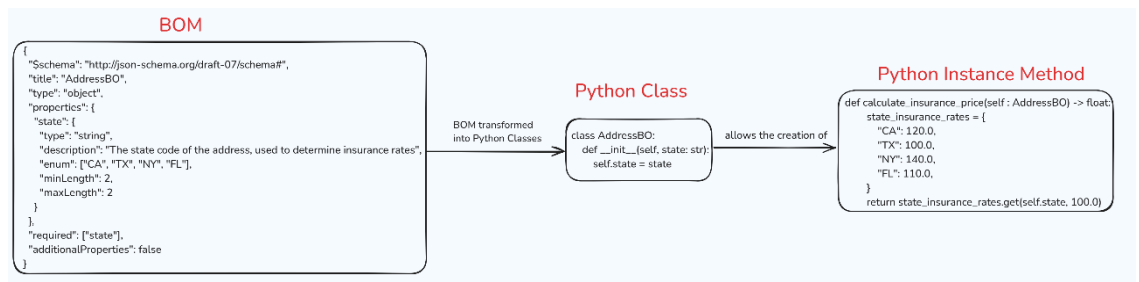 BOM
{
"$schema": "http://json-schema.org/draft-07/schema#",
"title": "AddressBO",
"type": "object",
"properties": {
"state": {
"type": "string",
"description": "The state code of the address, used to determine insurance rates",
"enum": ["CA", "TX", "NY", "FL"],
"minLength": 2,
"maxLength": 2
}
},
"required": ["state"],
"additionalProperties": false
}
BOM transformed
into Python Classes
Python Class
class AddressBO:
def __init__(self, state: str):
self.state = state
allows the creation of
Python Instance Method
def calculate_insurance_price(self : AddressBO) -> float:
state_insurance_rates = {
"CA": 120.0,
"TX": 100.0,
"NY": 140.0,
"FL": 110.0,
}
return state_insurance_rates.get(self.state, 100.0)